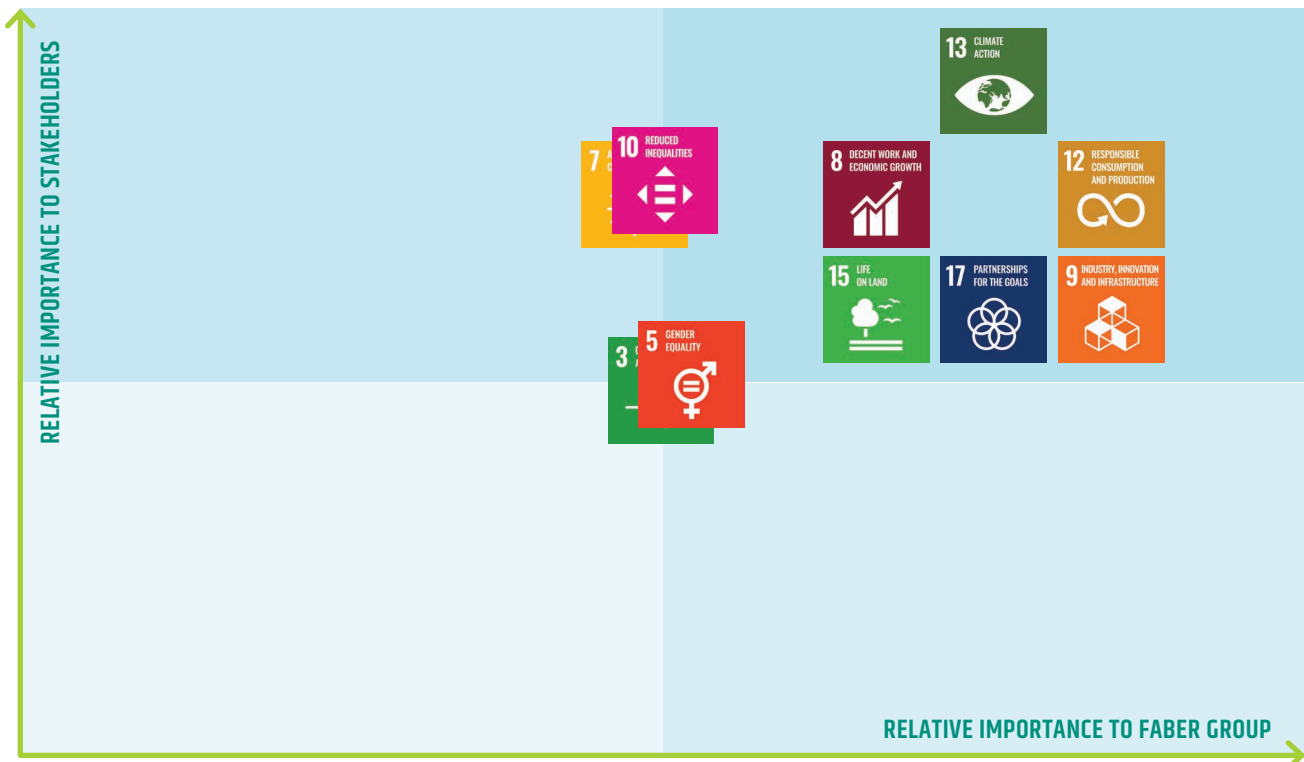 RELATIVE IMPORTANCE TO STAKEHOLDERS
13 CLIMATE
ACTION
7
10 REDUCED
INEQUALITIES
8 DECENT WORK AND
ECONOMIC GROWTH
12 RESPONSIBLE
CONSUMPTION
AND PRODUCTION
15 LIFE
ON LAND
17 PARTNERSHIPS
FOR THE GOALS
9 INDUSTRY, INNOVATION
AND INFRASTRUCTURE
3
5 GENDER
EQUALITY
RELATIVE IMPORTANCE TO FABER GROUP